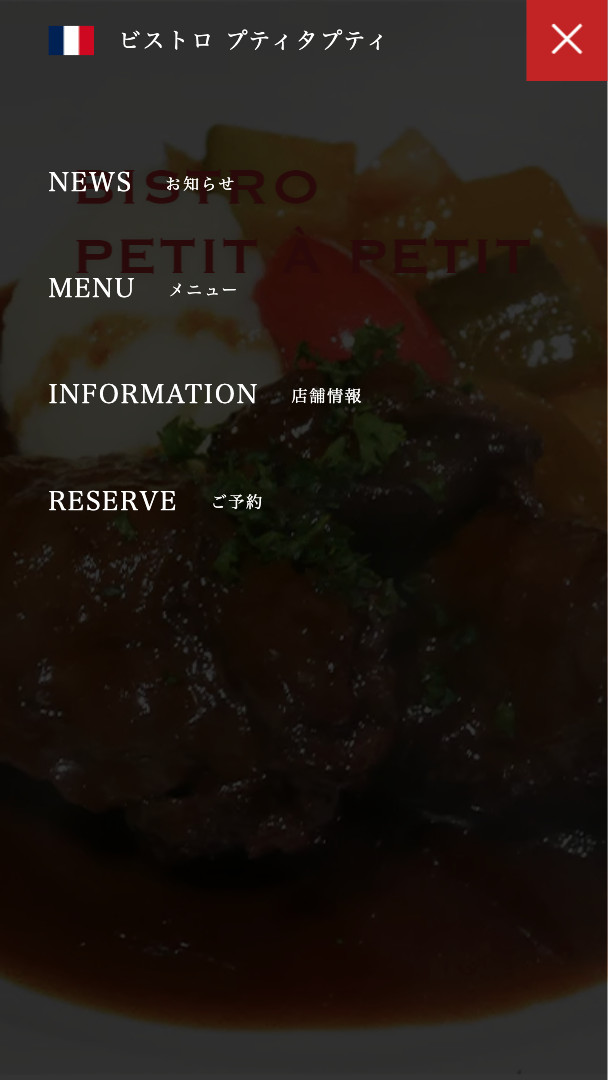 ビストロ プティタプティ
NEWS お知らせ
BISTRO
PETIT À PETIT
MENU メニュー
INFORMATION 店舗情報
RESERVE ご予約